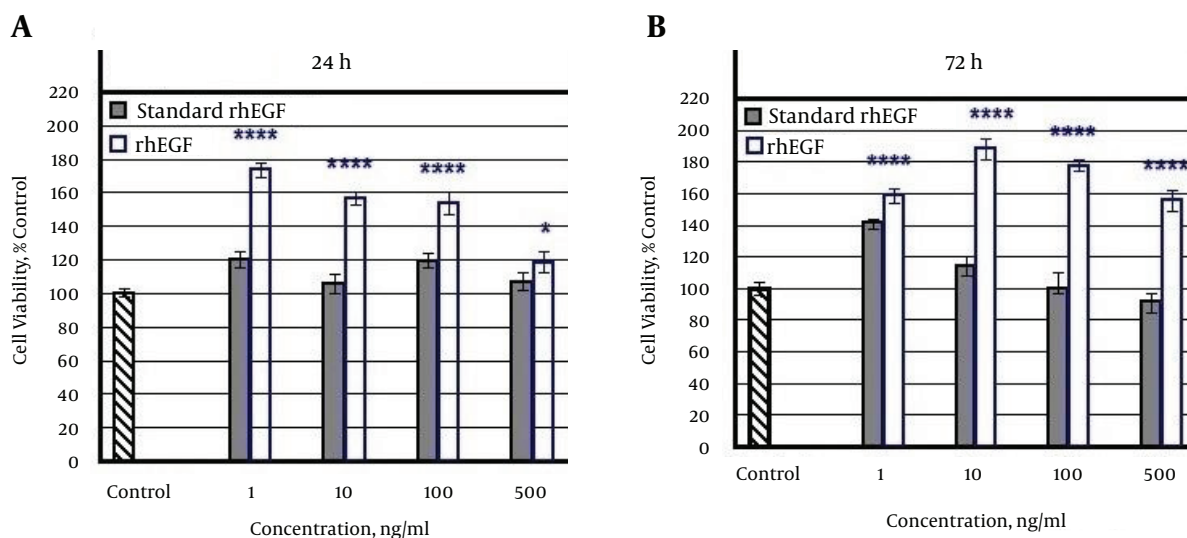 A
24 h
Standard rhEGF
rhEGF
****
****
****
*
Cell Viability, % Control
220
200
180
160
140
120
100
80
60
40
20
0
Control 1 10 100 500
Concentration, ng/ml
B
72 h
Standard rhEGF
rhEGF
****
****
****
****
Cell Viability, % Control
220
200
180
160
140
120
100
80
60
40
20
0
Control 1 10 100 500
Concentration, ng/ml